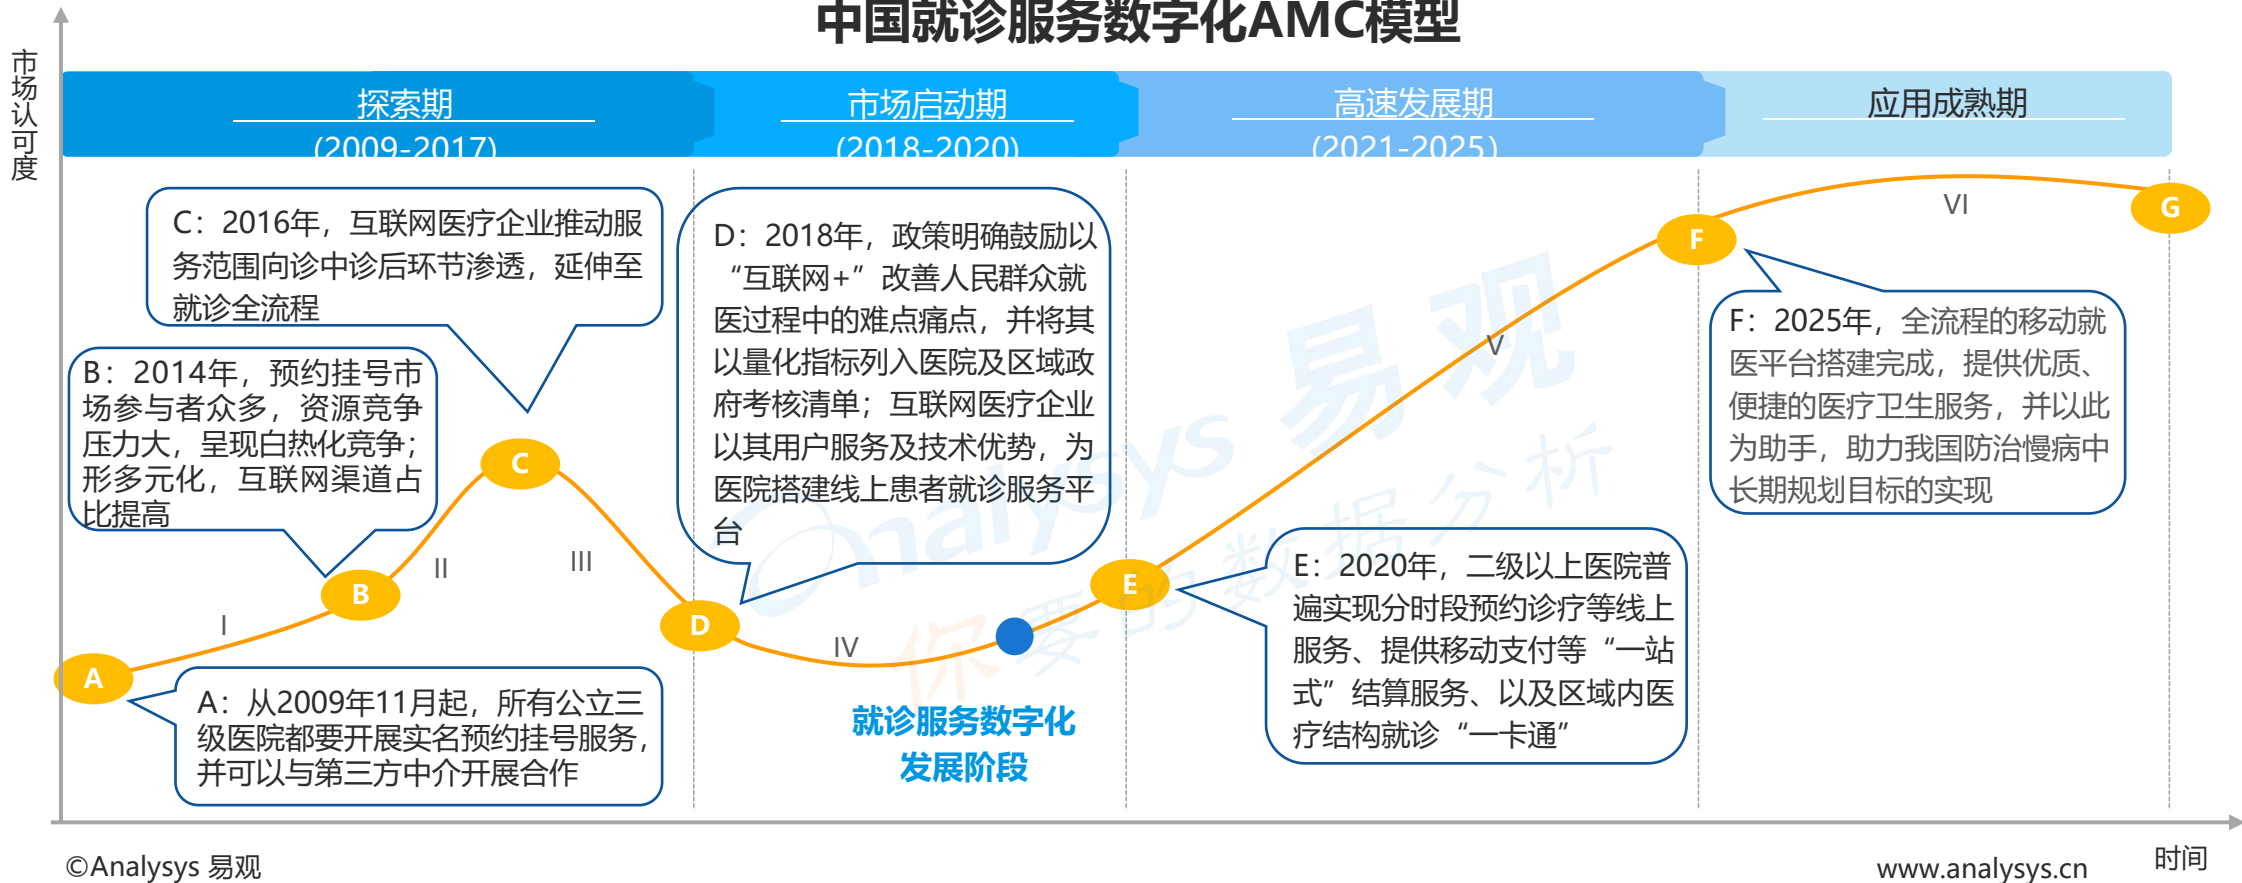 中国就诊服务数字化AMC模型
市场认可度
探索期
(2009-2017)
市场启动期
(2018-2020)
高速发展期
(2021-2025)
应用成熟期
C：2016年，互联网医疗企业推动服
务范围向诊中诊后环节渗透，延伸至
就诊全流程
B：2014年，预约挂号市
场参与者众多，资源竞争
压力大，呈现白热化竞争；
形多元化，互联网渠道占
比提高
D：2018年，政策明确鼓励以
“互联网+”改善人民群众就
医过程中的难点痛点，并将其
以量化指标列入医院及区域政
府考核清单；互联网医疗企业
以其用户服务及技术优势，为
医院搭建线上患者就诊服务平
台
F：2025年，全流程的移动就
医平台搭建完成，提供优质、
便捷的医疗卫生服务，并以此
为助手，助力我国防治慢病中
长期规划目标的实现
E：2020年，二级以上医院普
遍实现分时段预约诊疗等线上
服务、提供移动支付等“一站
式”结算服务、以及区域内医
疗结构就诊“一卡通”
A：从2009年11月起，所有公立三
级医院都要开展实名预约挂号服务，
并可以与第三方中介开展合作
A
I
B
II
C
III
D
IV
E
V
F
VI
G
就诊服务数字化
发展阶段
Analysys 易观
你要的数据分析
©Analysys 易观
www.analysys.cn
时间